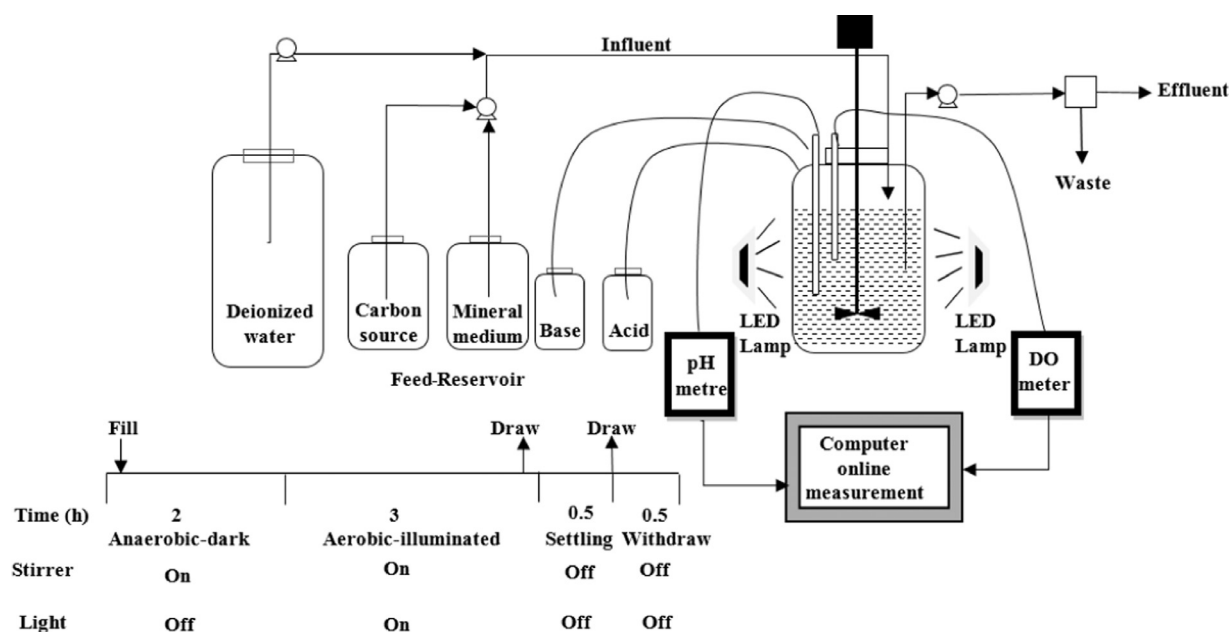 Influent
Effluent
Waste
Deionized
water
Carbon
source
Mineral
medium
Base
Acid
LED
Lamp
LED
Lamp
pH
metre
DO
meter
Feed-Reservoir
Computer
online
measurement
Fill
Draw
Draw
Time (h) 2 3 0.5 0.5
Anaerobic-dark Aerobic-illuminated Settling Withdraw
Stirrer On On Off Off
Light Off On Off Off